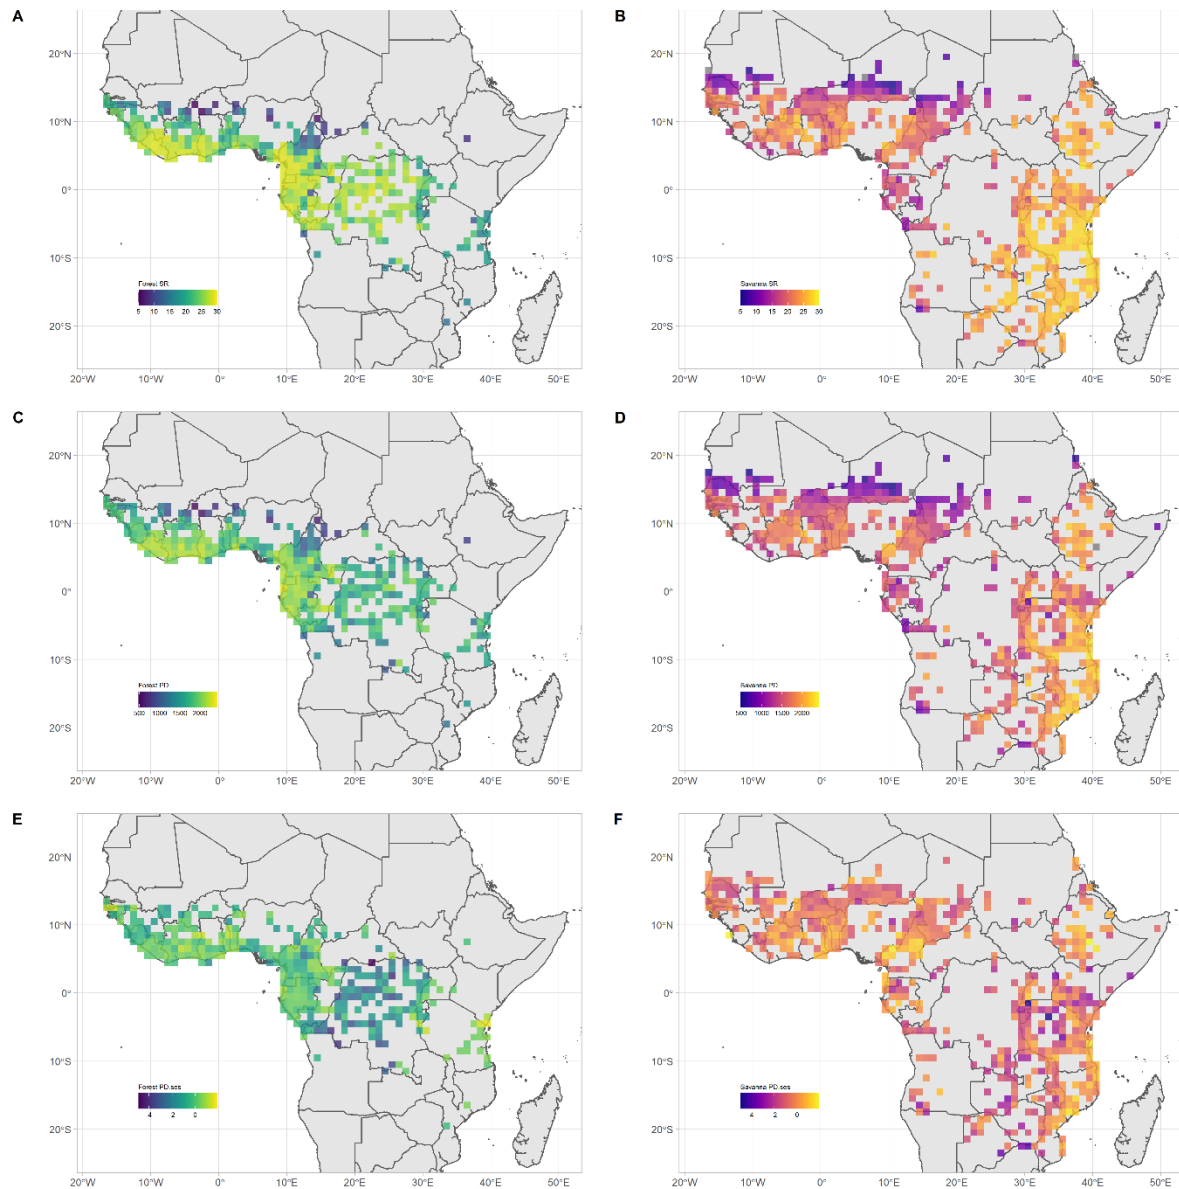 A
B
20°N
10°N
0°
10°S
20°S
Forest SR
5 10 15 20 25 30
20°W 10°W 0° 10°E 20°E 30°E 40°E 50°E
20°N
10°N
0°
10°S
20°S
Savanna SR
5 10 15 20 25 30
20°W 10°W 0° 10°E 20°E 30°E 40°E 50°E
C
D
20°N
10°N
0°
10°S
20°S
Forest PD
500 1000 1500 2000
20°W 10°W 0° 10°E 20°E 30°E 40°E 50°E
20°N
10°N
0°
10°S
20°S
Savanna PD
500 1000 1500 2000
20°W 10°W 0° 10°E 20°E 30°E 40°E 50°E
E
F
20°N
10°N
0°
10°S
20°S
Forest PD.ses
4 2 0
20°W 10°W 0° 10°E 20°E 30°E 40°E 50°E
20°N
10°N
0°
10°S
20°S
Savanna PD.ses
4 2 0
20°W 10°W 0° 10°E 20°E 30°E 40°E 50°E